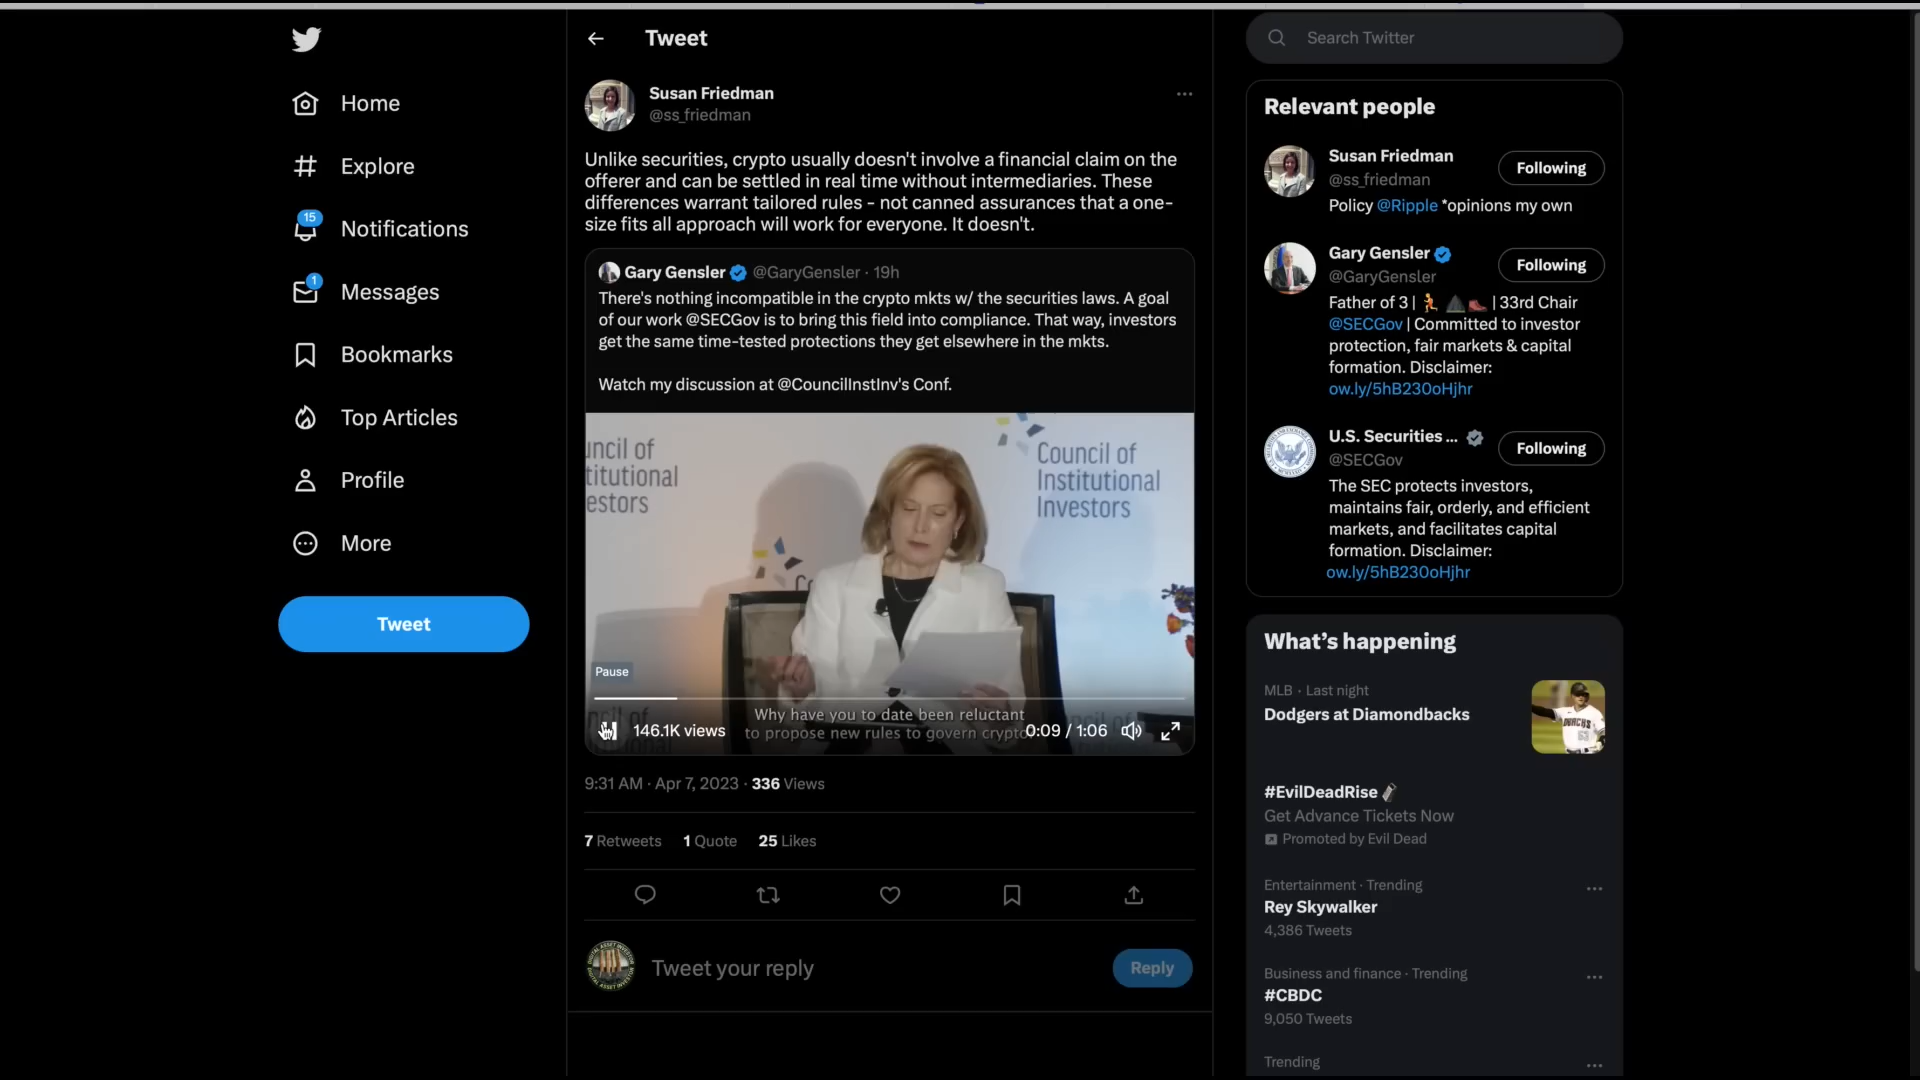 Home
Explore
15
Notifications
1
Messages
Bookmarks
Top Articles
Profile
More
Tweet
Tweet
Susan Friedman
@ss_friedman
Unlike securities, crypto usually doesn't involve a financial claim on the
offerer and can be settled in real time without intermediaries. These
differences warrant tailored rules - not canned assurances that a one-
size fits all approach will work for everyone. It doesn't.
Gary Gensler @GaryGensler · 19h
There's nothing incompatible in the crypto mkts w/ the securities laws. A goal
of our work @SECGov is to bring this field into compliance. That way, investors
get the same time-tested protections they get elsewhere in the mkts.
Watch my discussion at @CouncilInstInv's Conf.
uncil of
titutional
estors
Council of
Institutional
Investors
Pause
Why have you to date been reluctant
to propose new rules to govern crypto
146.1K views
0:09 / 1:06
9:31 AM · Apr 7, 2023 · 336 Views
7 Retweets 1 Quote 25 Likes
Tweet your reply
Reply
Search Twitter
Relevant people
Susan Friedman
@ss_friedman
Following
Policy @Ripple *opinions my own
Gary Gensler
@GaryGensler
Following
Father of 3 | | 33rd Chair
@SECGov | Committed to investor
protection, fair markets & capital
formation. Disclaimer:
ow.ly/5hB230oHjhr
U.S. Securities ...
@SECGov
Following
The SEC protects investors,
maintains fair, orderly, and efficient
markets, and facilitates capital
formation. Disclaimer:
ow.ly/5hB230oHjhr
What's happening
MLB · Last night
Dodgers at Diamondbacks
#EvilDeadRise
Get Advance Tickets Now
Promoted by Evil Dead
Entertainment · Trending
Rey Skywalker
4,386 Tweets
Business and finance · Trending
#CBDC
9,050 Tweets
Trending